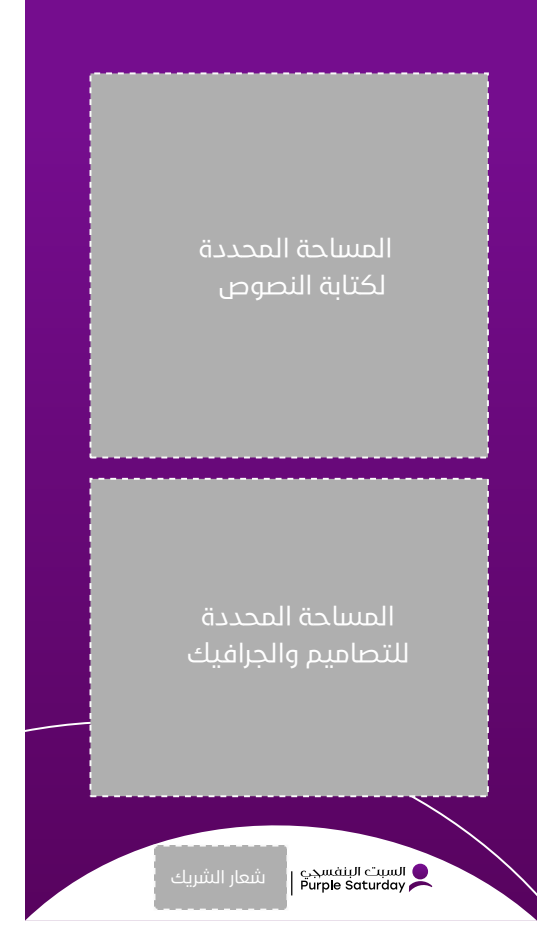 المساحة المحددة
لكتابة النصوص
المساحة المحددة
للتصاميم والجرافيك
السبت البنفسجي
Purple Saturday
شعار الشريك